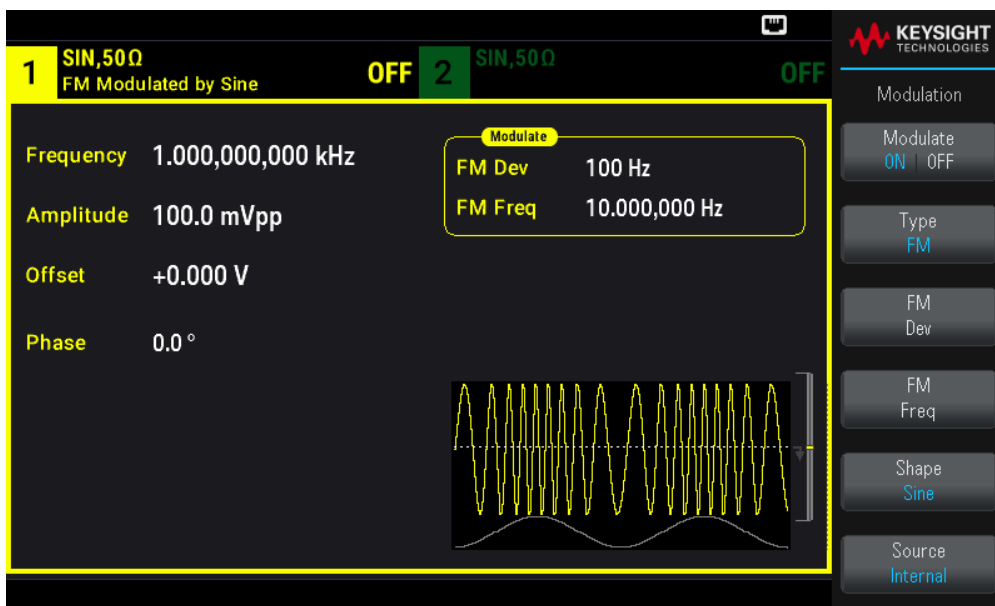 KEYSIGHT
TECHNOLOGIES
1 SIN,50Ω OFF
FM Modulated by Sine
2 SIN,50Ω OFF
Modulation
Frequency 1.000,000,000 kHz
Amplitude 100.0 mVpp
Offset +0.000 V
Phase 0.0 °
Modulate
FM Dev 100 Hz
FM Freq 10.000,000 Hz
Modulate
ON | OFF
Type
FM
FM
Dev
FM
Freq
Shape
Sine
Source
Internal